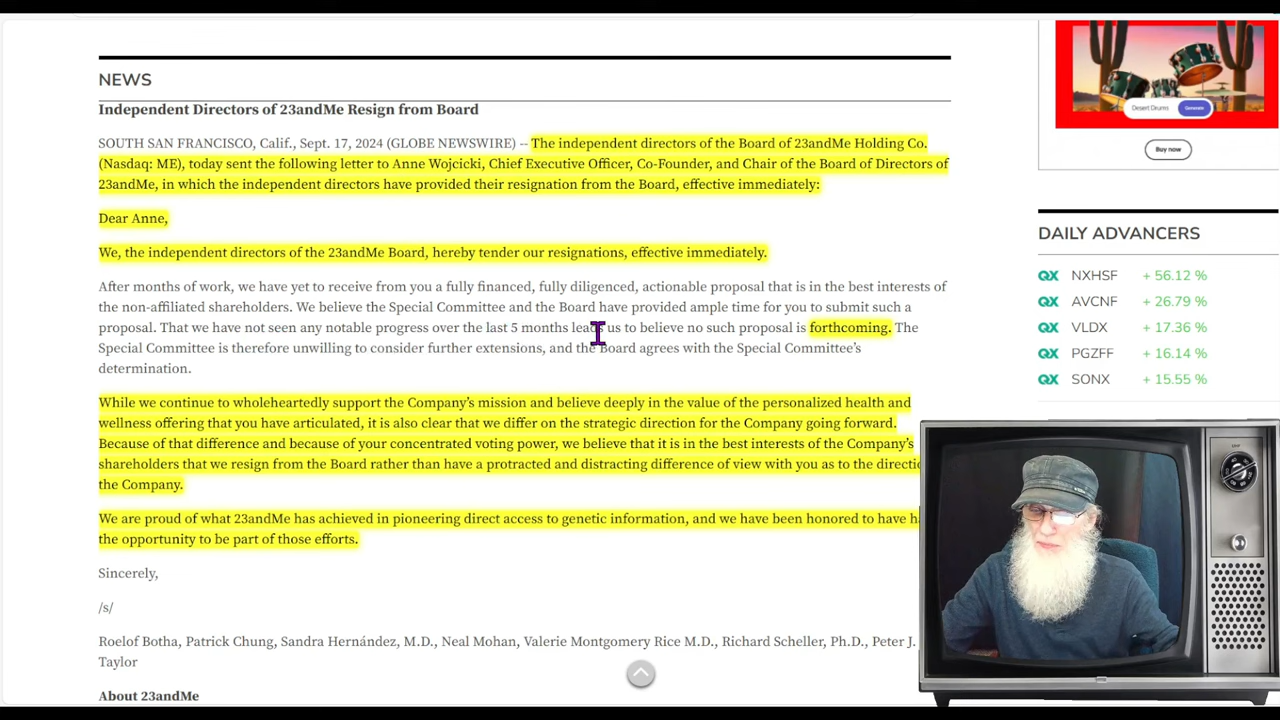 NEWS
Independent Directors of 23andMe Resign from Board
SOUTH SAN FRANCISCO, Calif., Sept. 17, 2024 (GLOBE NEWSWIRE) -- The independent directors of the Board of 23andMe Holding Co.
(Nasdaq: ME), today sent the following letter to Anne Wojcicki, Chief Executive Officer, Co-Founder, and Chair of the Board of Directors of
23andMe, in which the independent directors have provided their resignation from the Board, effective immediately:
Dear Anne,
We, the independent directors of the 23andMe Board, hereby tender our resignations, effective immediately.
After months of work, we have yet to receive from you a fully financed, fully diligenced, actionable proposal that is in the best interests of
the non-affiliated shareholders. We believe the Special Committee and the Board have provided ample time for you to submit such a
proposal. That we have not seen any notable progress over the last 5 months leads us to believe no such proposal is forthcoming. The
Special Committee is therefore unwilling to consider further extensions, and the Board agrees with the Special Committee's
determination.
While we continue to wholeheartedly support the Company's mission and believe deeply in the value of the personalized health and
wellness offering that you have articulated, it is also clear that we differ on the strategic direction for the Company going forward.
Because of that difference and because of your concentrated voting power, we believe that it is in the best interests of the Company's
shareholders that we resign from the Board rather than have a protracted and distracting difference of view with you as to the directio
the Company.
We are proud of what 23andMe has achieved in pioneering direct access to genetic information, and we have been honored to have h
the opportunity to be part of those efforts.
Sincerely,
/s/
Roelof Botha, Patrick Chung, Sandra Hernández, M.D., Neal Mohan, Valerie Montgomery Rice M.D., Richard Scheller, Ph.D., Peter J.
Taylor
About 23andMe
Desert Drums Generate
Buy now
DAILY ADVANCERS
QX NXHSF + 56.12 %
QX AVCNF + 26.79 %
QX VLDX + 17.36 %
QX PGZFF + 16.14 %
QX SONX + 15.55 %